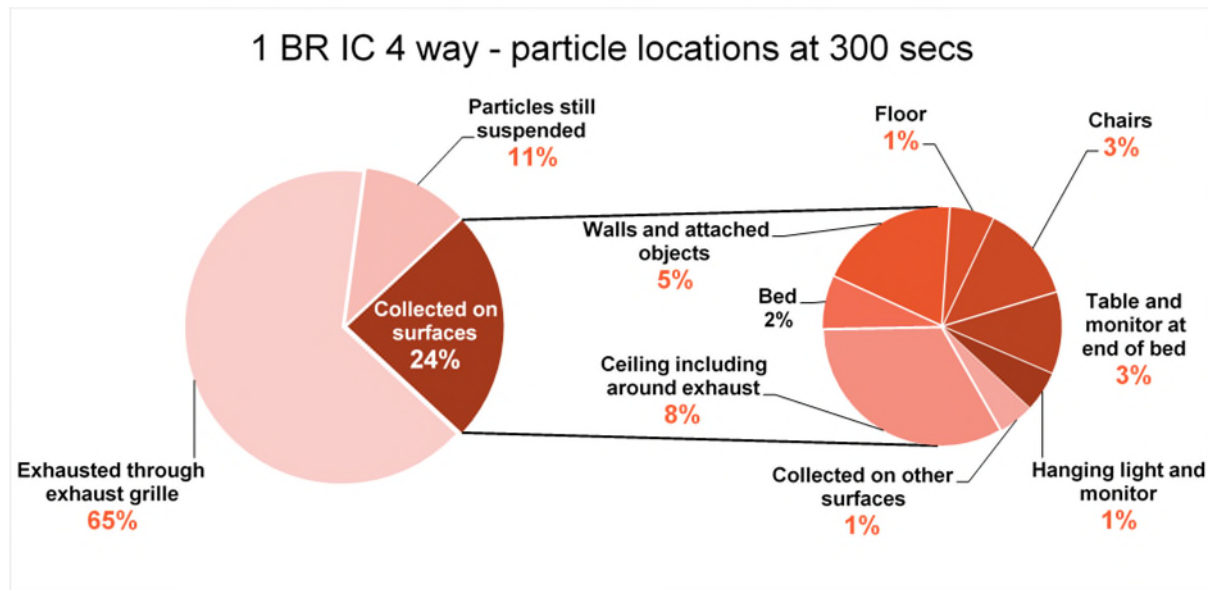 1 BR IC 4 way - particle locations at 300 secs
Particles still
suspended
11%
Collected on
surfaces
24%
Exhausted through
exhaust grille
65%
Floor
1%
Chairs
3%
Walls and attached
objects
5%
Bed
2%
Table and
monitor at
end of bed
3%
Ceiling including
around exhaust
8%
Collected on other
surfaces
1%
Hanging light and
monitor
1%